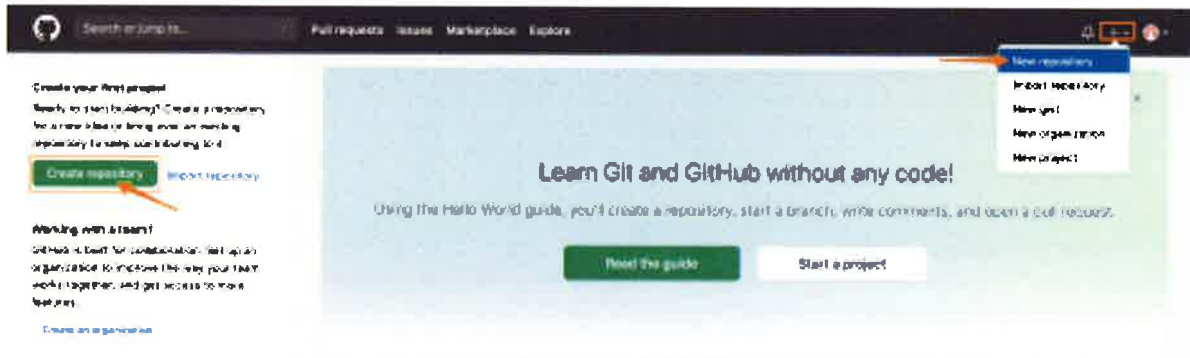 Search or jump to...
Pull requests Issues Marketplace Explore
New repository
Import repository
New gist
New organization
New project
Create your first project
Ready to start building? Create a repository
for a new idea or bring over an existing
repository to keep contributing to it.
Create repository
Import repository
Working with a team?
GitHub is built for collaboration. Set up an
organization to improve the way your team
works together, and get access to more
features.
Create an organization
Learn Git and GitHub without any code!
Using the Hello World guide, you'll create a repository, start a branch, write comments, and open a pull request.
Read the guide
Start a project